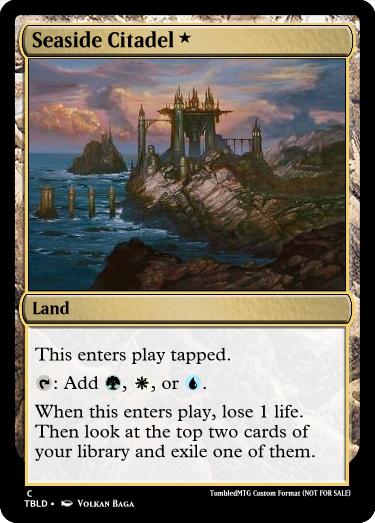 Seaside Citadel ★
Land
This enters play tapped.
: Add , , or .
When this enters play, lose 1 life.
Then look at the top two cards of
your library and exile one of them.
C
TBLD • Volkan Baga
TumbledMTG Custom Format (NOT FOR SALE)